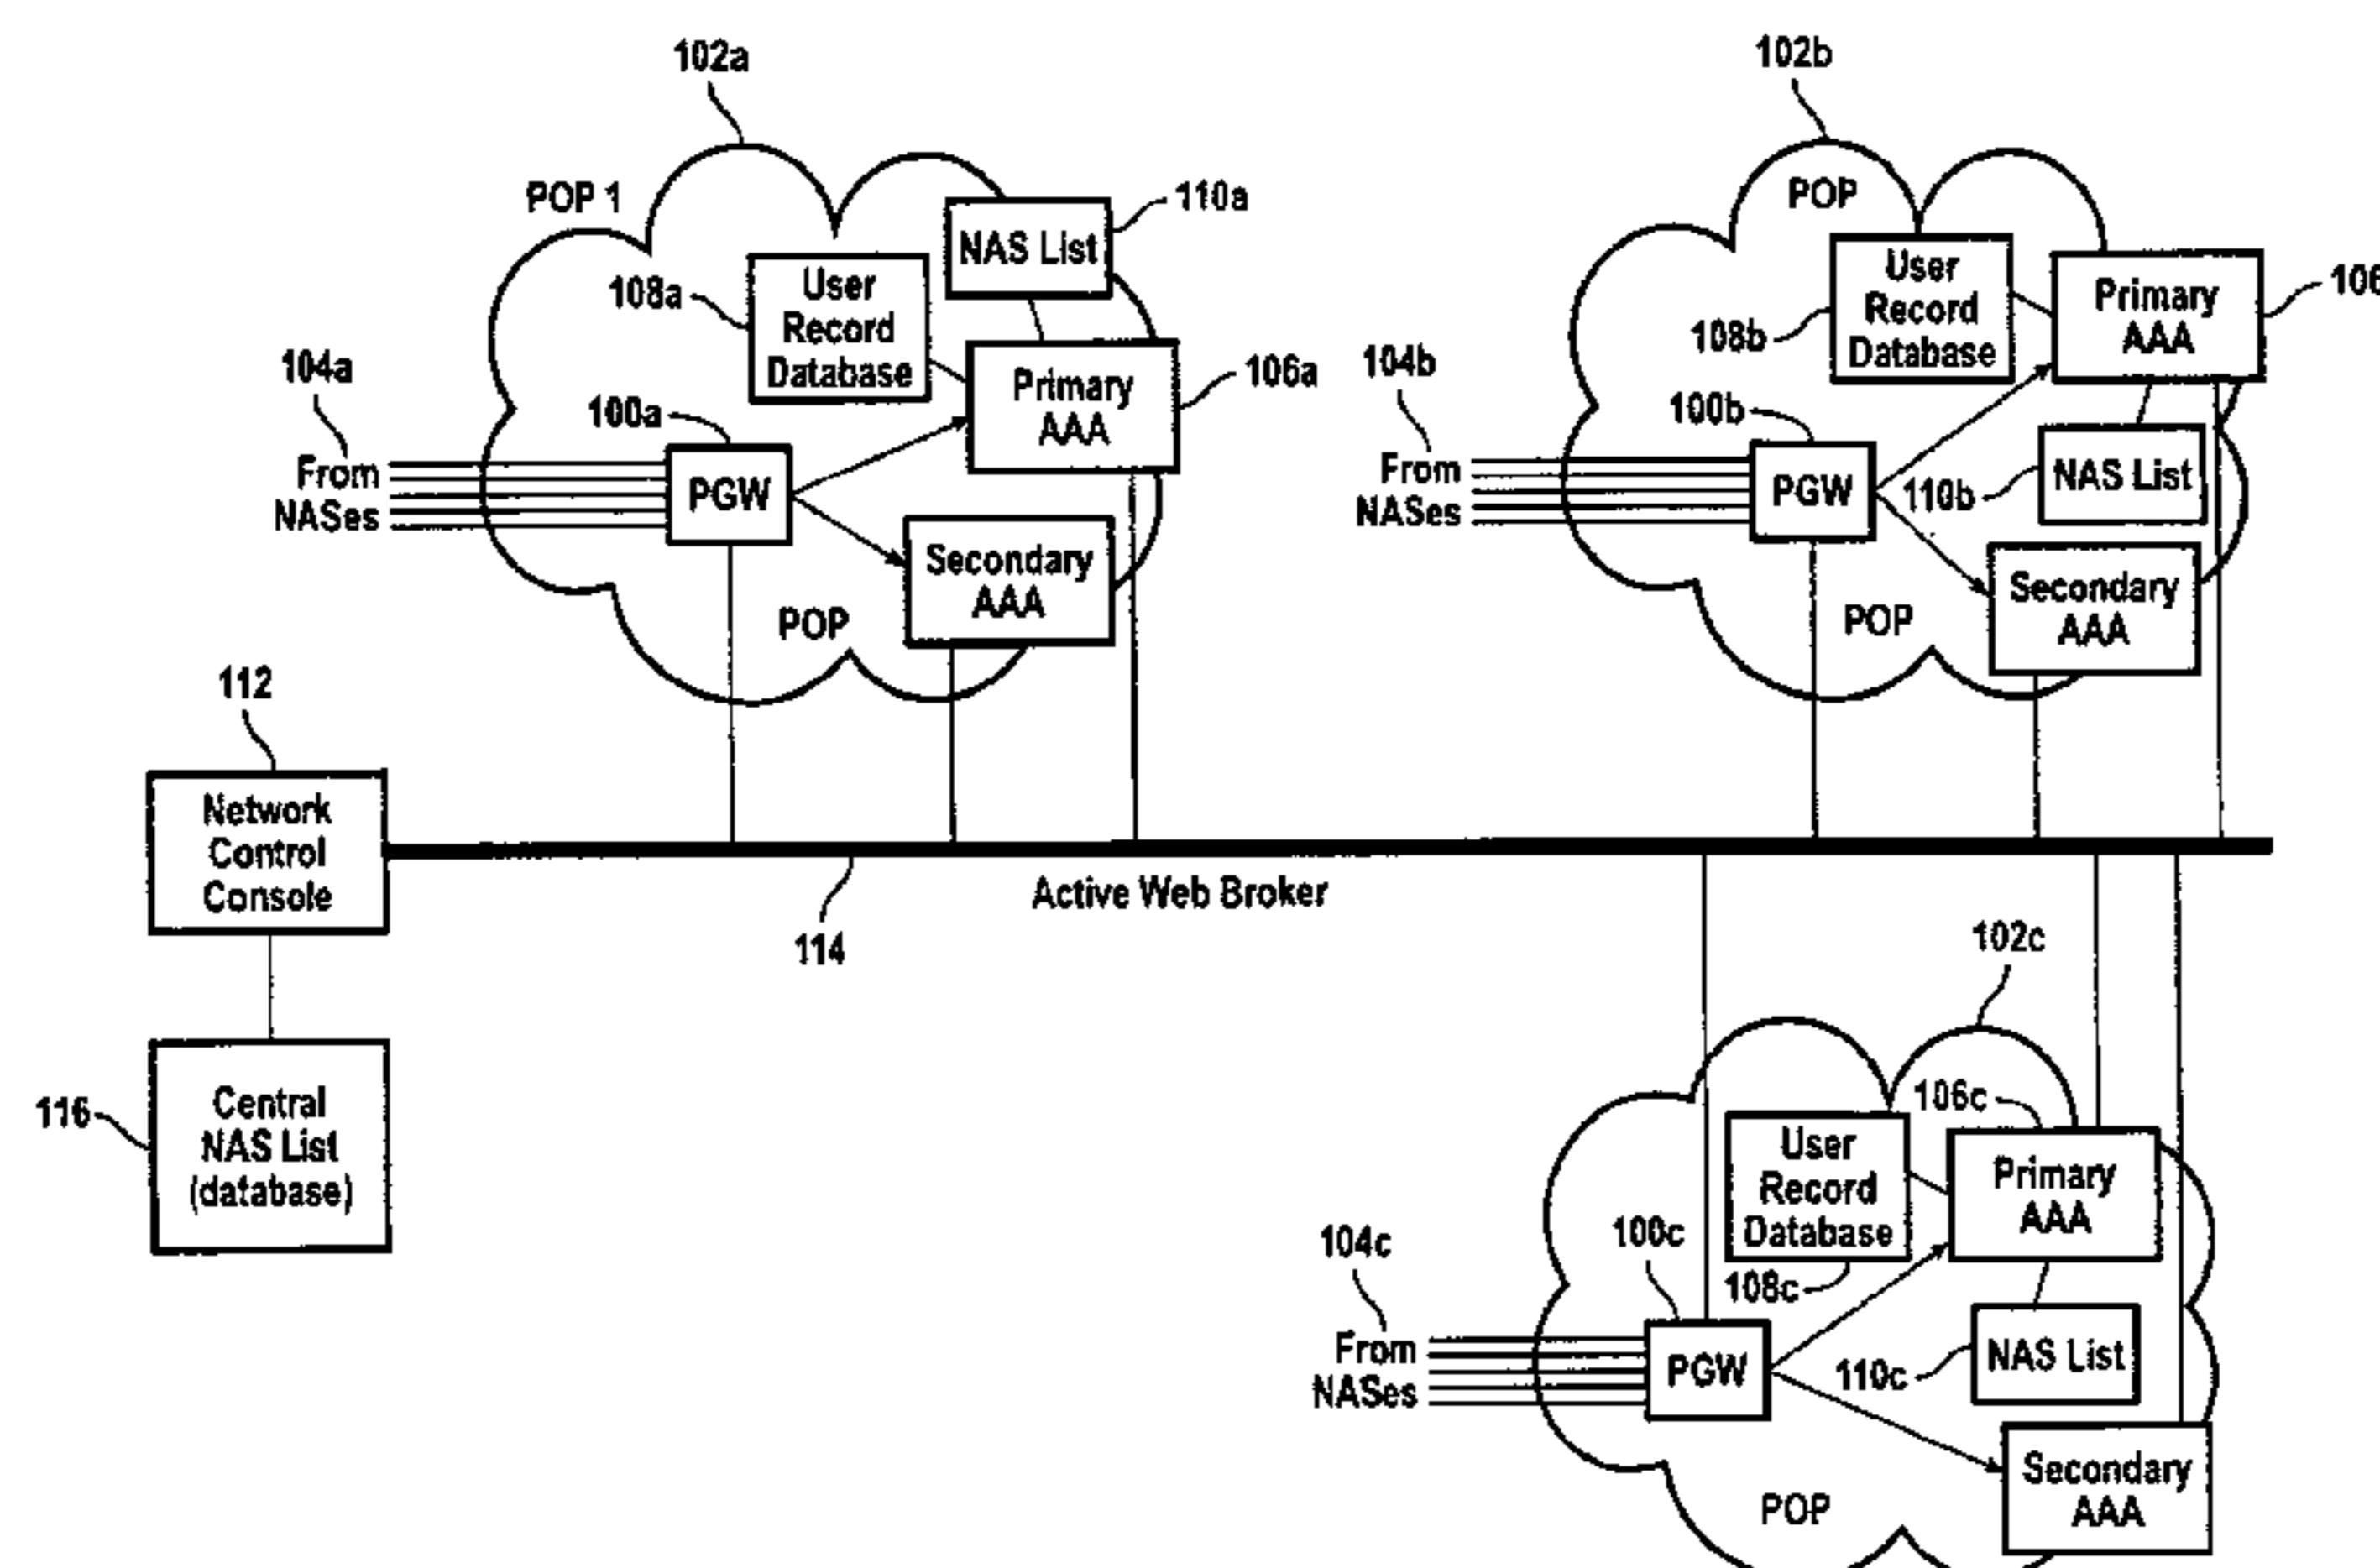 102a
102b
POP 1
110a
NAS List
108a
User
Record
Database
104a
From
NASes
100a
PGW
Primary
AAA
106a
Secondary
AAA
POP
POP
108b
User
Record
Database
Primary
AAA
106
104b
From
NASes
100b
PGW
110b
NAS List
Secondary
AAA
POP
112
Network
Control
Console
Active Web Broker
114
116
Central
NAS List
(database)
102c
106c
User
Record
Database
108c
Primary
AAA
104c
From
NASes
100c
PGW
110c
NAS List
Secondary
AAA
POP